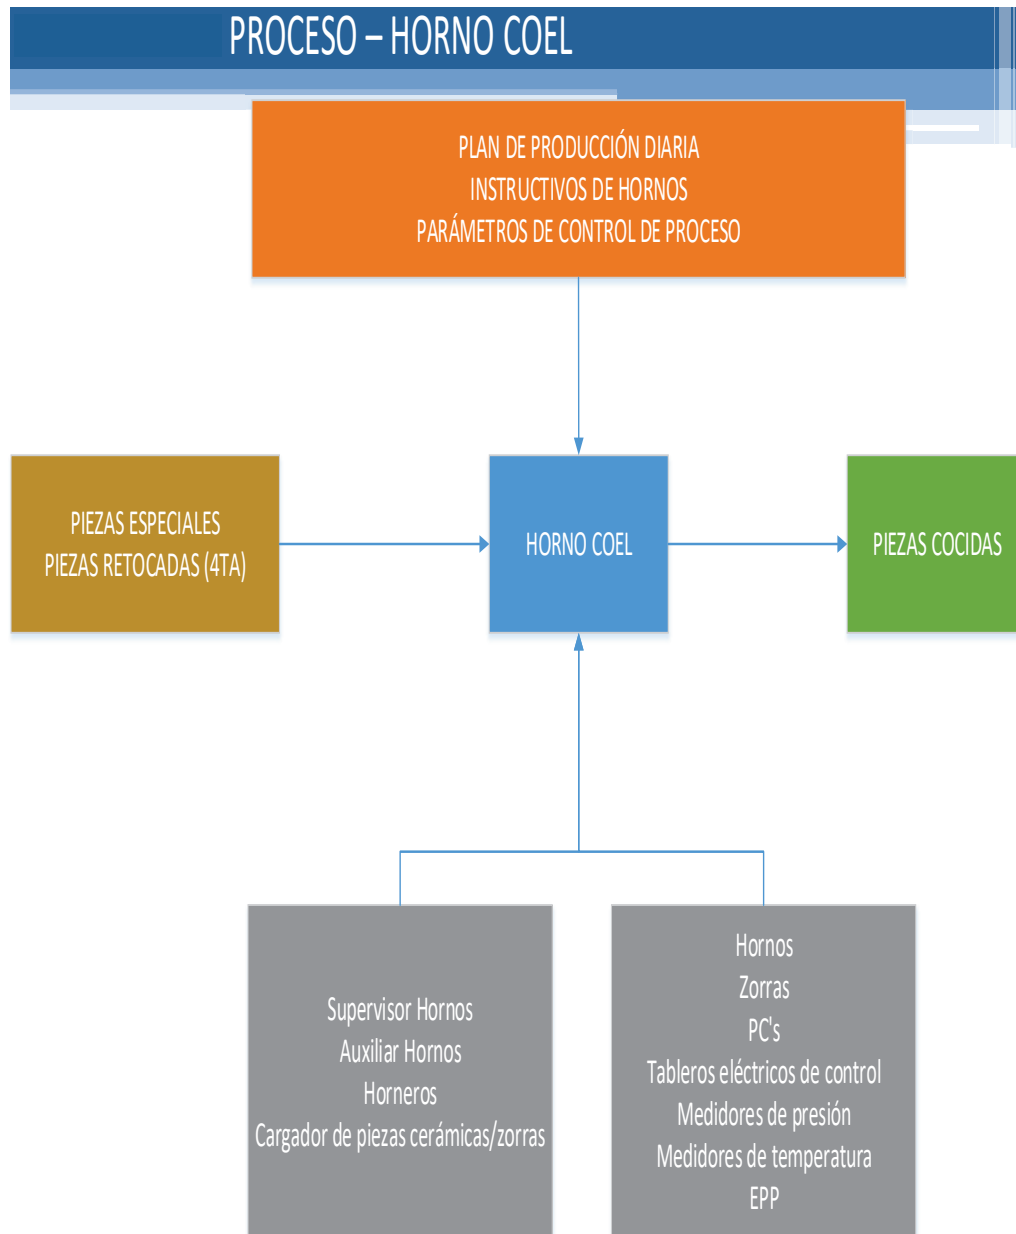 PROCESO – HORNO COEL
PLAN DE PRODUCCIÓN DIARIA
INSTRUCTIVOS DE HORNOS
PARÁMETROS DE CONTROL DE PROCESO
PIEZAS ESPECIALES
PIEZAS RETOCADAS (4TA)
HORNO COEL
PIEZAS COCIDAS
Supervisor Hornos
Auxiliar Hornos
Horneros
Cargador de piezas cerámicas/zorras
Hornos
Zorras
PC's
Tableros eléctricos de control
Medidores de presión
Medidores de temperatura
EPP